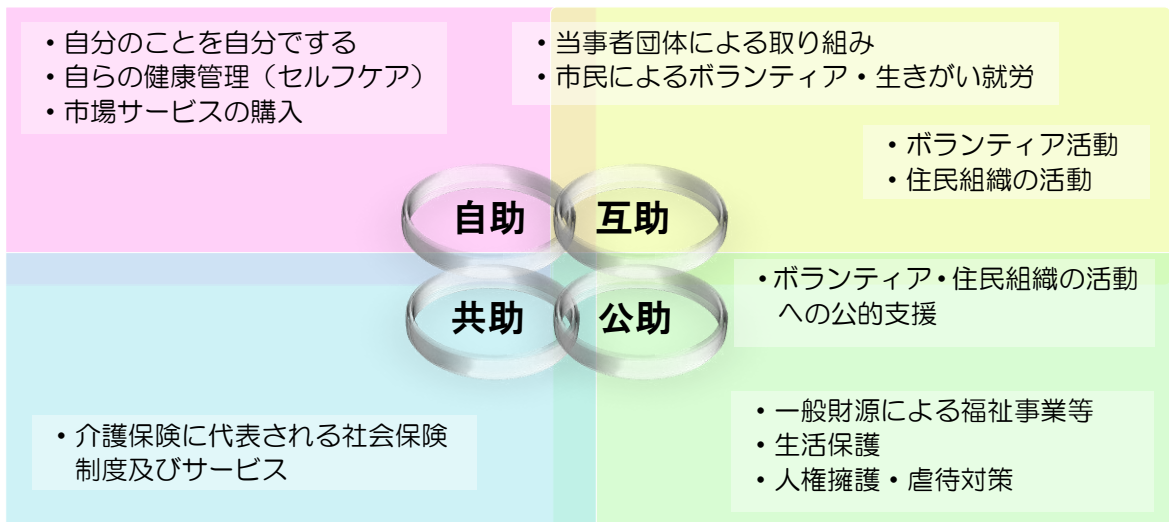 ・自分のことを自分でする
・自らの健康管理（セルフケア）
・市場サービスの購入
・当事者団体による取り組み
・市民によるボランティア・生きがい就労
・ボランティア活動
・住民組織の活動
自助
互助
共助
公助
・ボランティア・住民組織の活動
への公的支援
・介護保険に代表される社会保険
制度及びサービス
・一般財源による福祉事業等
・生活保護
・人権擁護・虐待対策